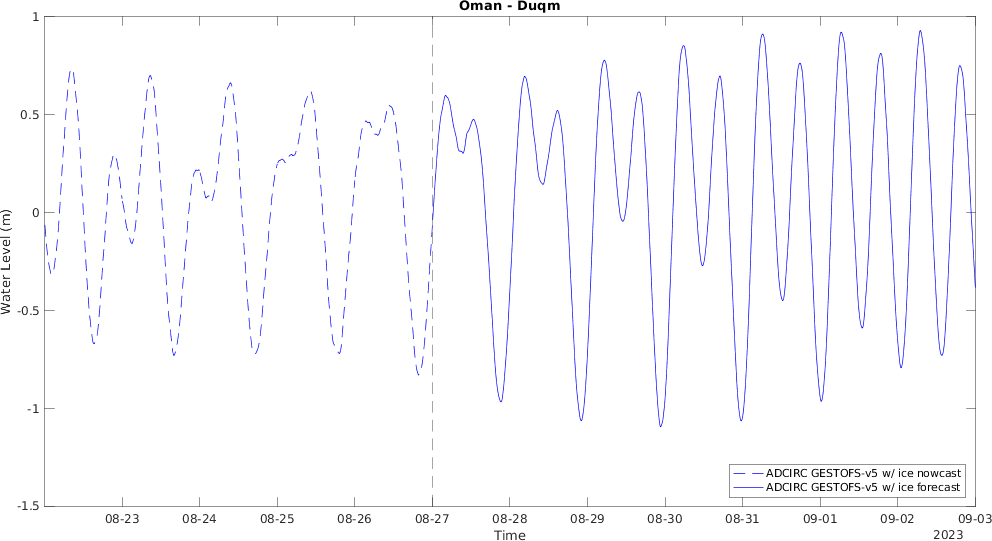 Oman - Duqm
1
0.5
0
-0.5
-1
-1.5
Water Level (m)
ADCIRC GESTOFS-v5 w/ ice nowcast
ADCIRC GESTOFS-v5 w/ ice forecast
08-23 08-24 08-25 08-26 08-27 08-28 08-29 08-30 08-31 09-01 09-02 09-03
2023
Time